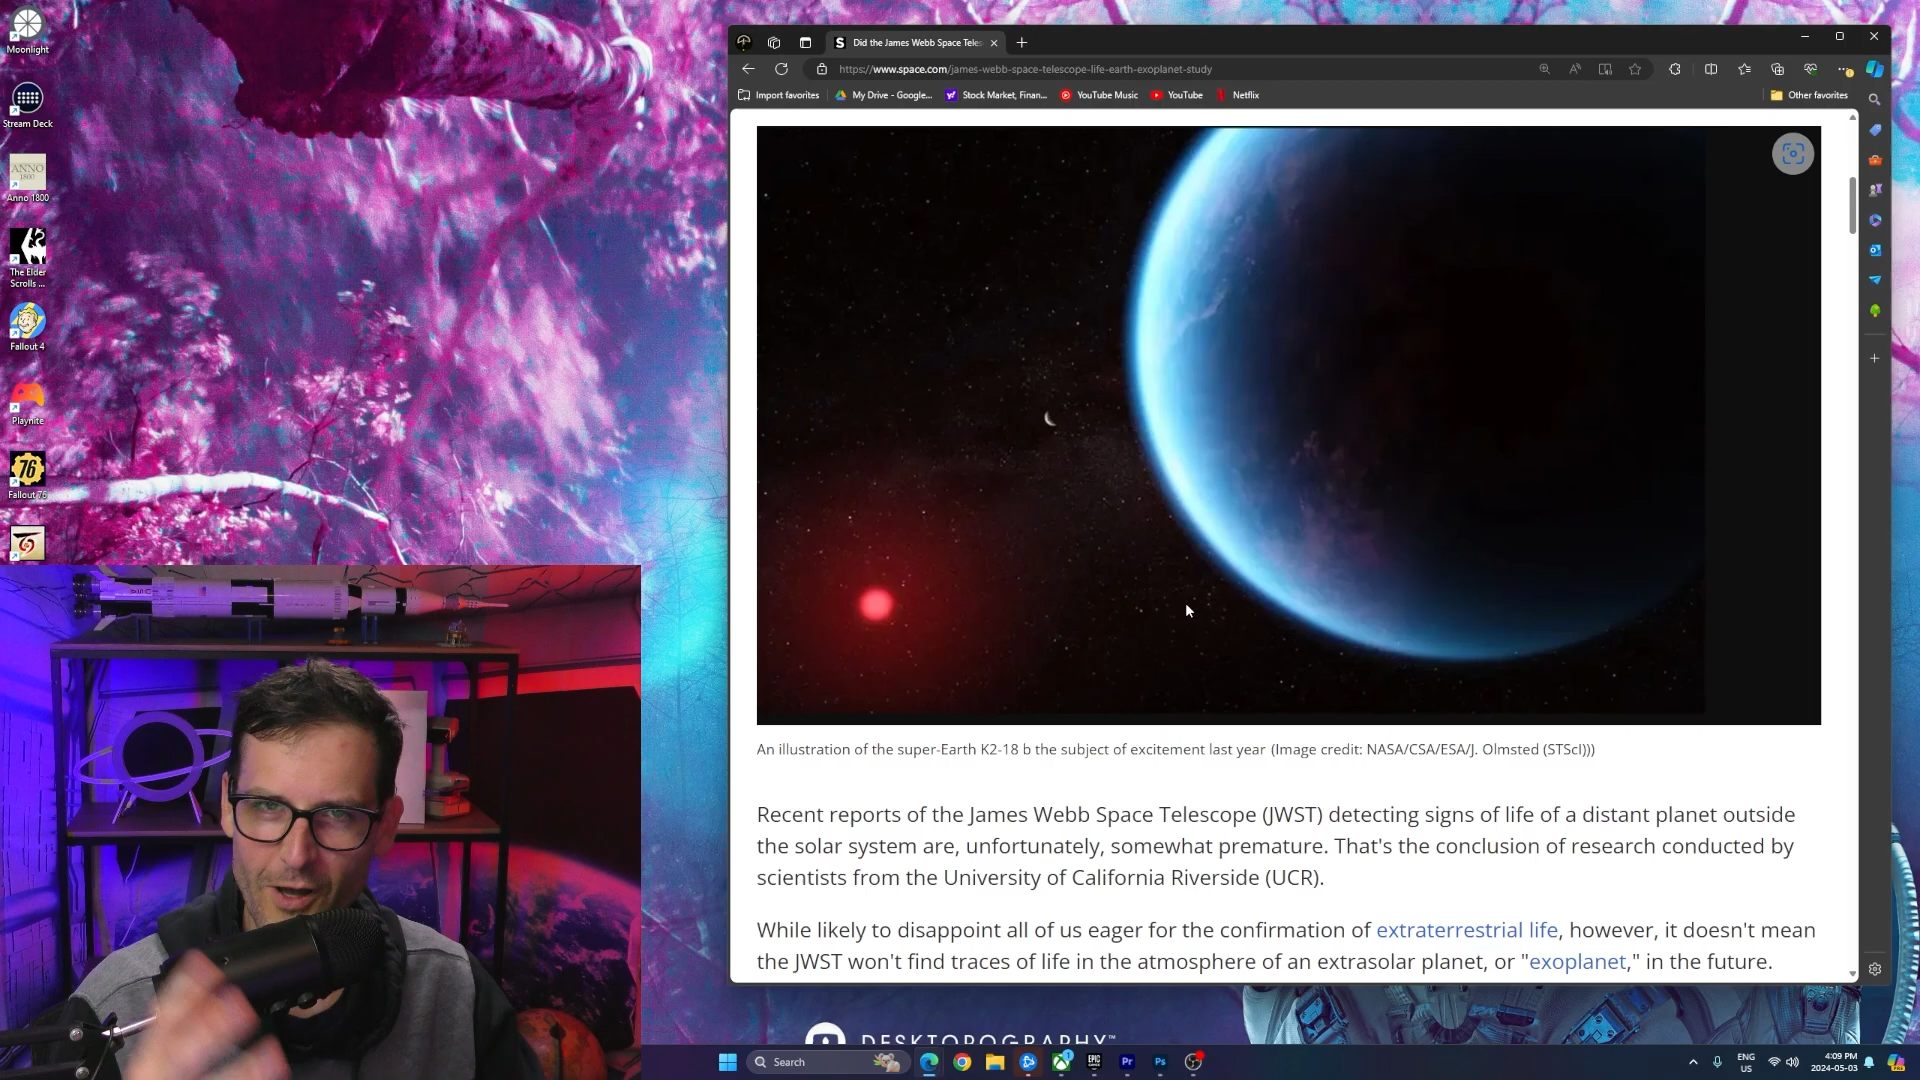 Moonlight
Stream Deck
ANNO
1800
Anno 1800
The Elder
Scrolls ...
Fallout 4
Playnite
76
Fallout 76
Did the James Webb Space Teles
https://www.space.com/james-webb-space-telescope-life-earth-exoplanet-study
Import favorites
My Drive - Google...
Stock Market, Finan...
YouTube Music
YouTube
Netflix
Other favorites
An illustration of the super-Earth K2-18 b the subject of excitement last year (Image credit: NASA/CSA/ESA/J. Olmsted (STScI)))
Recent reports of the James Webb Space Telescope (JWST) detecting signs of life of a distant planet outside
the solar system are, unfortunately, somewhat premature. That's the conclusion of research conducted by
scientists from the University of California Riverside (UCR).
While likely to disappoint all of us eager for the confirmation of extraterrestrial life, however, it doesn't mean
the JWST won't find traces of life in the atmosphere of an extrasolar planet, or "exoplanet," in the future.
DESKTOPOGRAPHY™
Search
EPIC
Pr
Ps
ENG
US
4:09 PM
2024-05-03